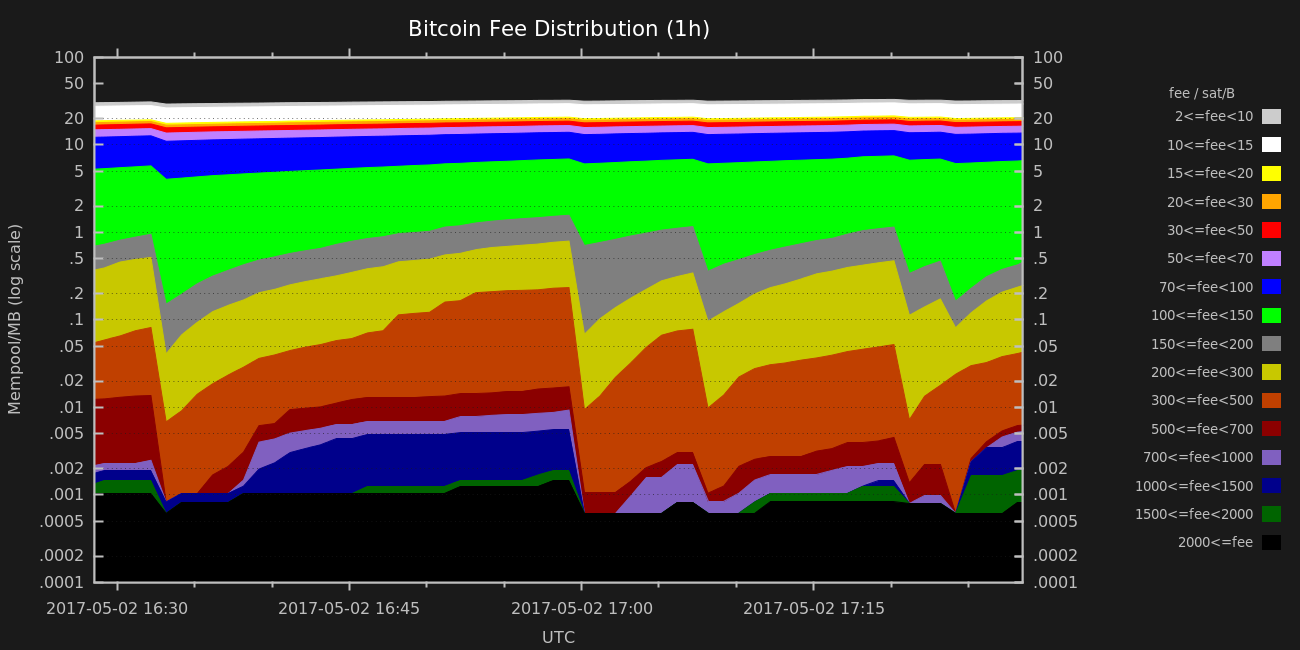 Bitcoin Fee Distribution (1h)
100 100
50 50
20 20
10 10
5 5
2 2
1 1
.5 .5
.2 .2
.1 .1
.05 .05
.02 .02
.01 .01
.005 .005
.002 .002
.001 .001
.0005 .0005
.0002 .0002
.0001 .0001
Mempool/MB (log scale)
2017-05-02 16:30 2017-05-02 16:45 2017-05-02 17:00 2017-05-02 17:15
UTC
fee / sat/B
2<=fee<10
10<=fee<15
15<=fee<20
20<=fee<30
30<=fee<50
50<=fee<70
70<=fee<100
100<=fee<150
150<=fee<200
200<=fee<300
300<=fee<500
500<=fee<700
700<=fee<1000
1000<=fee<1500
1500<=fee<2000
2000<=fee